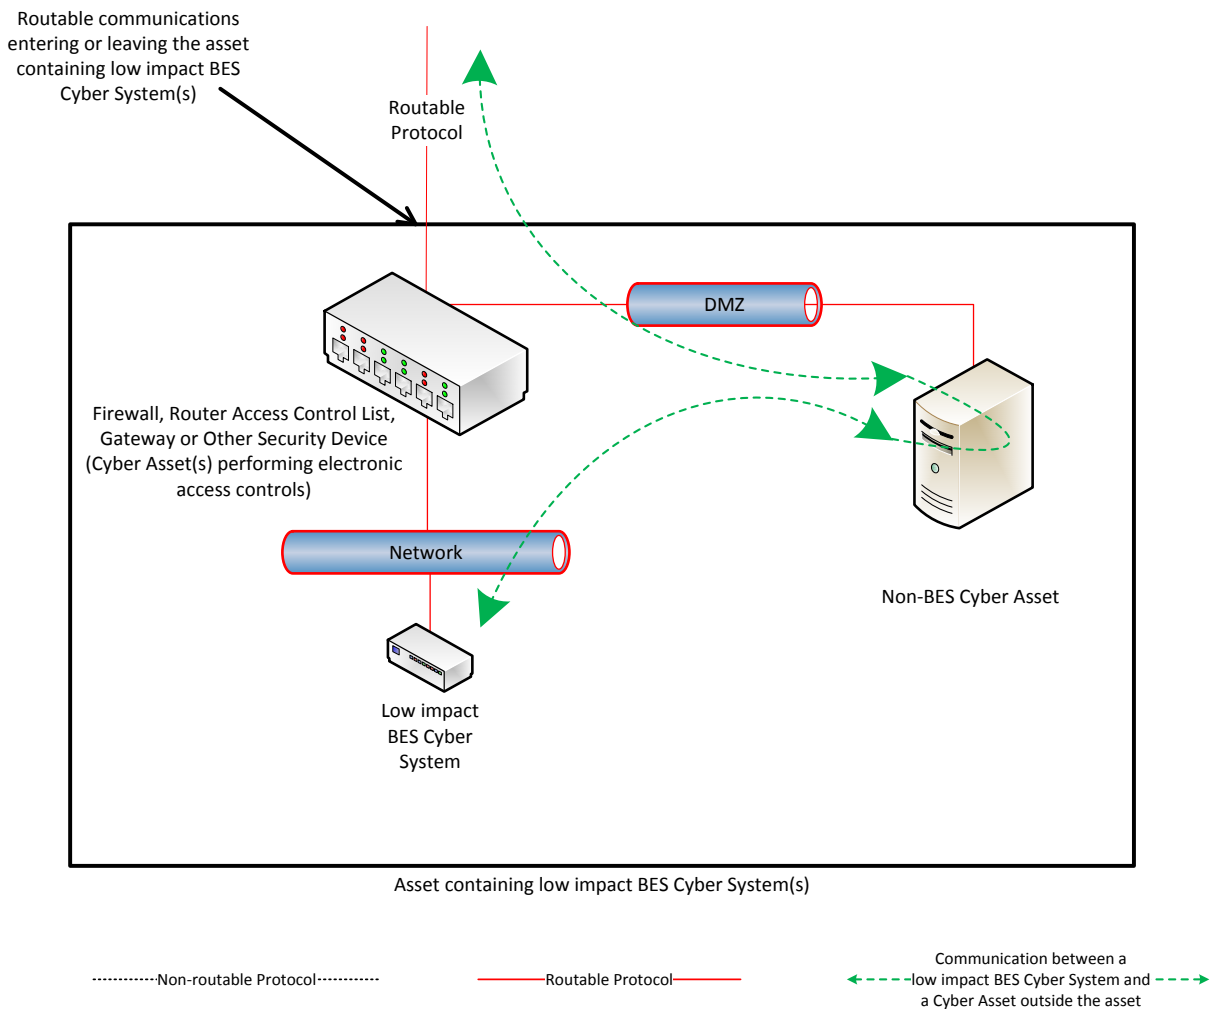 Routable communications
entering or leaving the asset
containing low impact BES
Cyber System(s)
Routable
Protocol
DMZ
Firewall, Router Access Control List,
Gateway or Other Security Device
(Cyber Asset(s) performing electronic
access controls)
Network
Non-BES Cyber Asset
Low impact
BES Cyber
System
Asset containing low impact BES Cyber System(s)
Non-routable Protocol
Routable Protocol
Communication between a
low impact BES Cyber System and
a Cyber Asset outside the asset